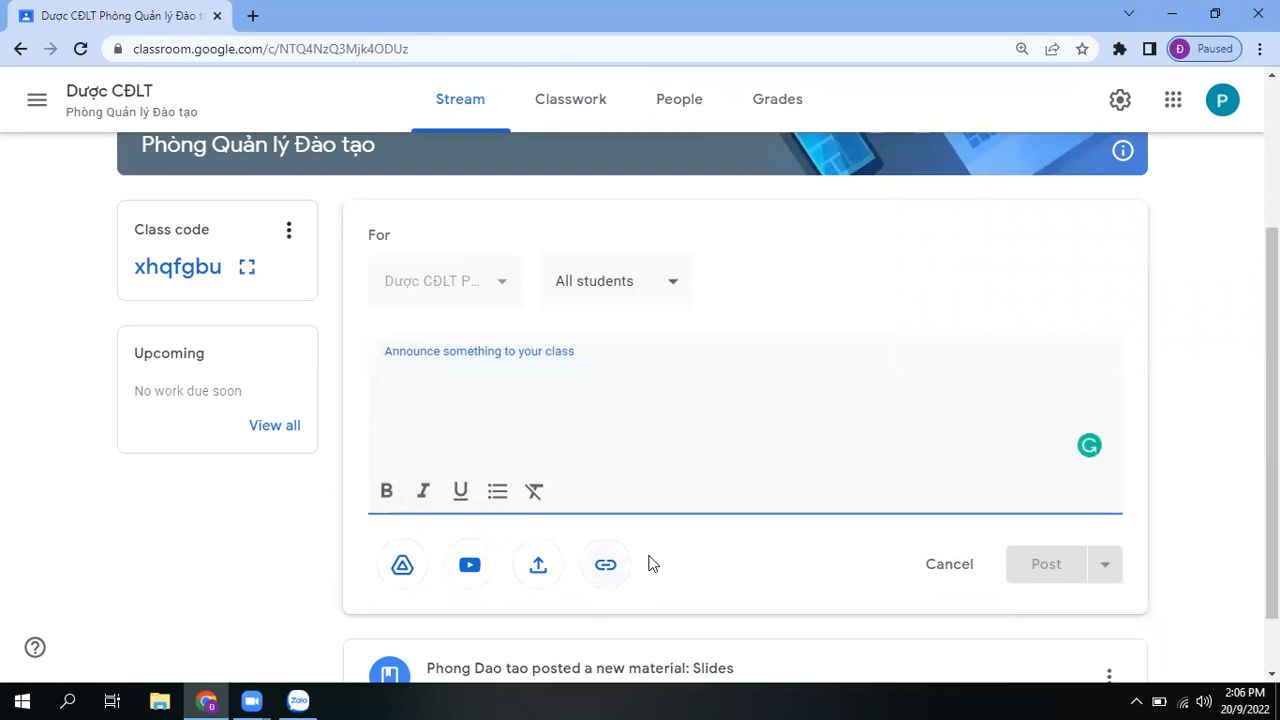 Dược CĐLT Phòng Quản lý Đào tạ
classroom.google.com/c/NTQ4NzQ3Mjk4ODUz
Đ
Paused
Dược CĐLT
Phòng Quản lý Đào tạo
Stream
Classwork
People
Grades
P
Phòng Quản lý Đào tạo
Class code
xhqfgbu
Upcoming
No work due soon
View all
For
Dược CĐLT P...
All students
Announce something to your class
B I U
Cancel
Post
Phong Dao tao posted a new material: Slides
Zalo
2:06 PM
20/9/2022